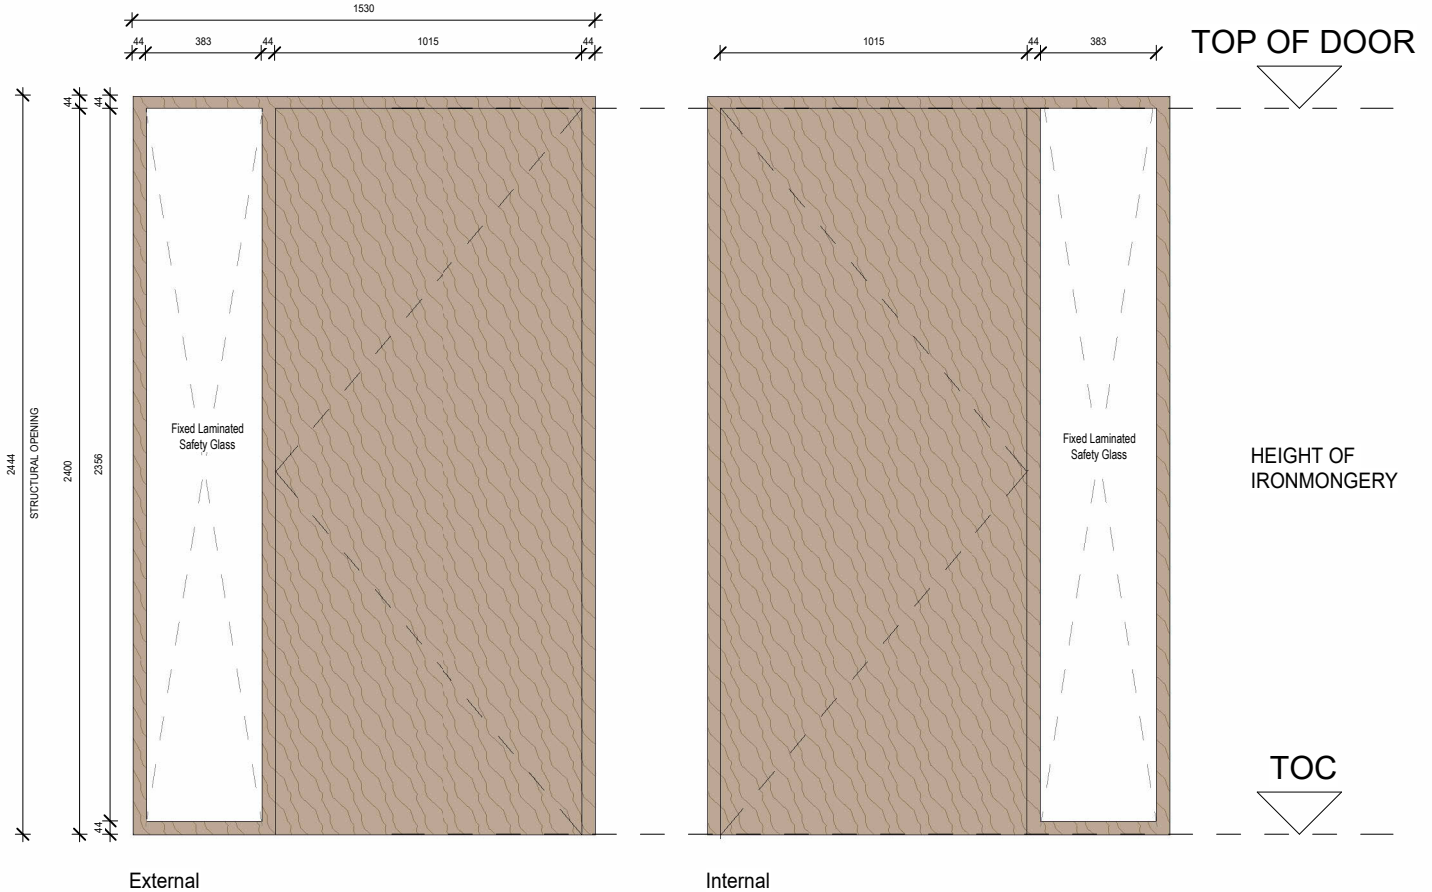 1530
44
383
44
1015
44
1015
44
383
TOP OF DOOR
44
44
2444
STRUCTURAL OPENING
2400
2356
44
Fixed Laminated
Safety Glass
Fixed Laminated
Safety Glass
HEIGHT OF
IRONMONGERY
TOC
External
Internal